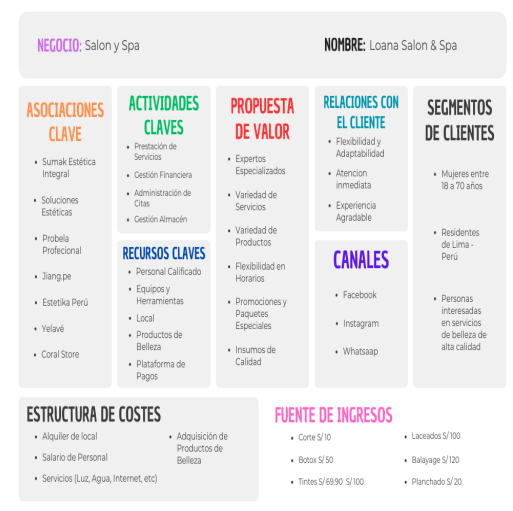 NEGOCIO: Salon y Spa
NOMBRE: Loana Salon & Spa
ASOCIACIONES
CLAVE
• Sumak Estética
Integral
• Soluciones
Estéticas
• Probela
Profecional
• Jiang.pe
• Estetika Perú
• Yelavé
• Coral Store
ACTIVIDADES
CLAVES
• Prestación de
Servicios
• Gestión Financiera
• Administración de
Citas
• Gestión Almacén
RECURSOS CLAVES
• Personal Calificado
• Equipos y
Herramientas
• Local
• Productos de
Belleza
• Plataforma de
Pagos
PROPUESTA
DE VALOR
• Expertos
Especializados
• Variedad de
Servicios
• Variedad de
Productos
• Flexibilidad en
Horarios
• Promociones y
Paquetes
Especiales
• Insumos de
Calidad
RELACIONES CON
EL CLIENTE
• Flexibilidad y
Adaptabilidad
• Atencion
inmediata
• Experiencia
Agradable
CANALES
• Facebook
• Instagram
• Whatsaap
SEGMENTOS
DE CLIENTES
• Mujeres entre
18 a 70 años
• Residentes
de Lima -
Perú
• Personas
interesadas
en servicios
de belleza de
alta calidad
ESTRUCTURA DE COSTES
• Alquiler de local
• Salario de Personal
• Servicios (Luz, Agua, Internet, etc)
• Adquisición de
Productos de
Belleza
FUENTE DE INGRESOS
• Corte S/ 10
• Botox S/ 50
• Tintes S/ 69.90 S/ 100
• Laceados S/ 100
• Balayage S/ 120
• Planchado S/ 20